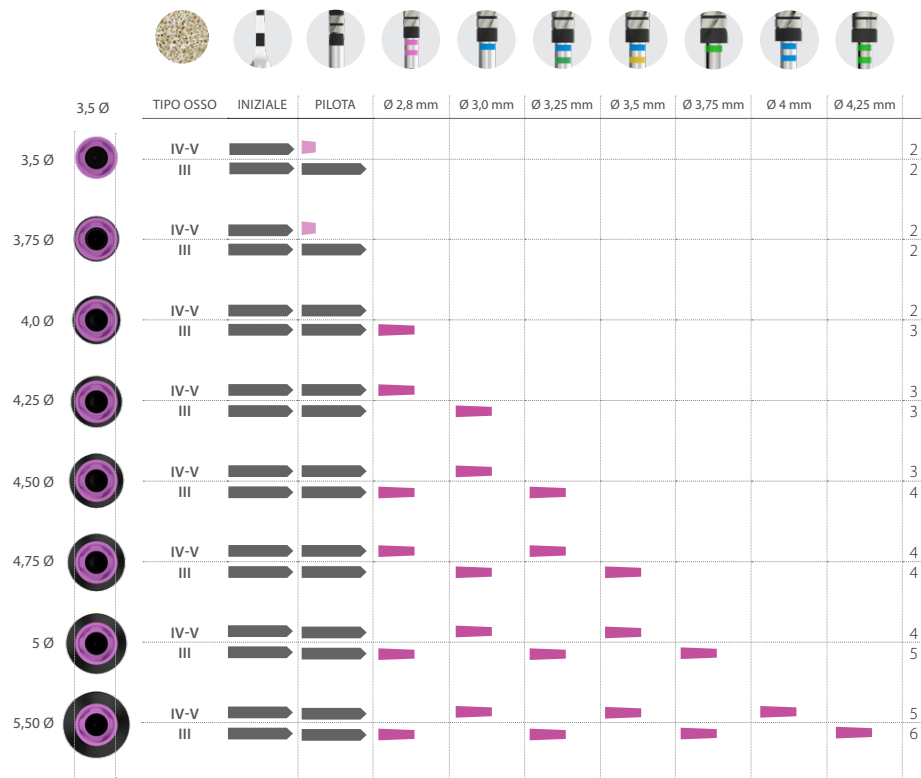 3,5 Ø
TIPO OSSO INIZIALE PILOTA Ø 2,8 mm Ø 3,0 mm Ø 3,25 mm Ø 3,5 mm Ø 3,75 mm Ø 4 mm Ø 4,25 mm
3,5 Ø
IV-V 2
III 2
3,75 Ø
IV-V 2
III 2
4,0 Ø
IV-V 2
III 3
4,25 Ø
IV-V 3
III 3
4,50 Ø
IV-V 3
III 4
4,75 Ø
IV-V 4
III 4
5 Ø
IV-V 4
III 5
5,50 Ø
IV-V 5
III 6